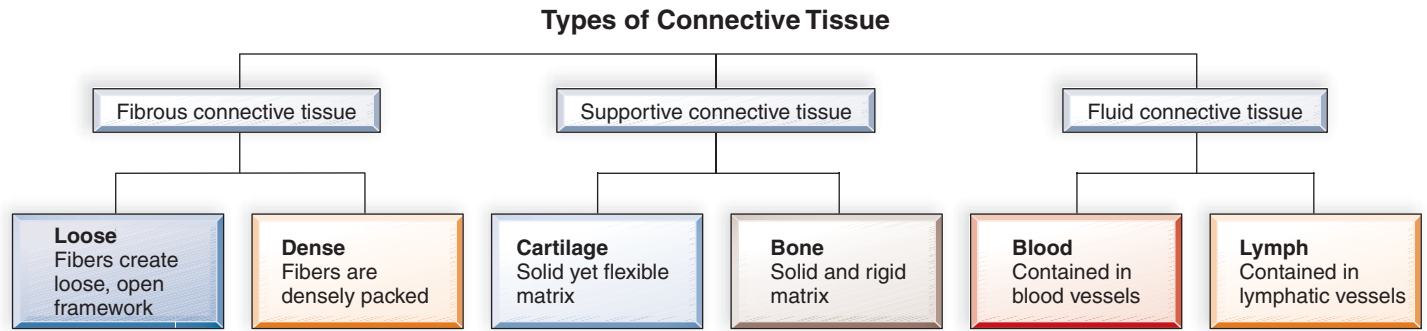 Types of Connective Tissue
Fibrous connective tissue
Supportive connective tissue
Fluid connective tissue
Loose
Fibers create
loose, open
framework
Dense
Fibers are
densely packed
Cartilage
Solid yet flexible
matrix
Bone
Solid and rigid
matrix
Blood
Contained in
blood vessels
Lymph
Contained in
lymphatic vessels